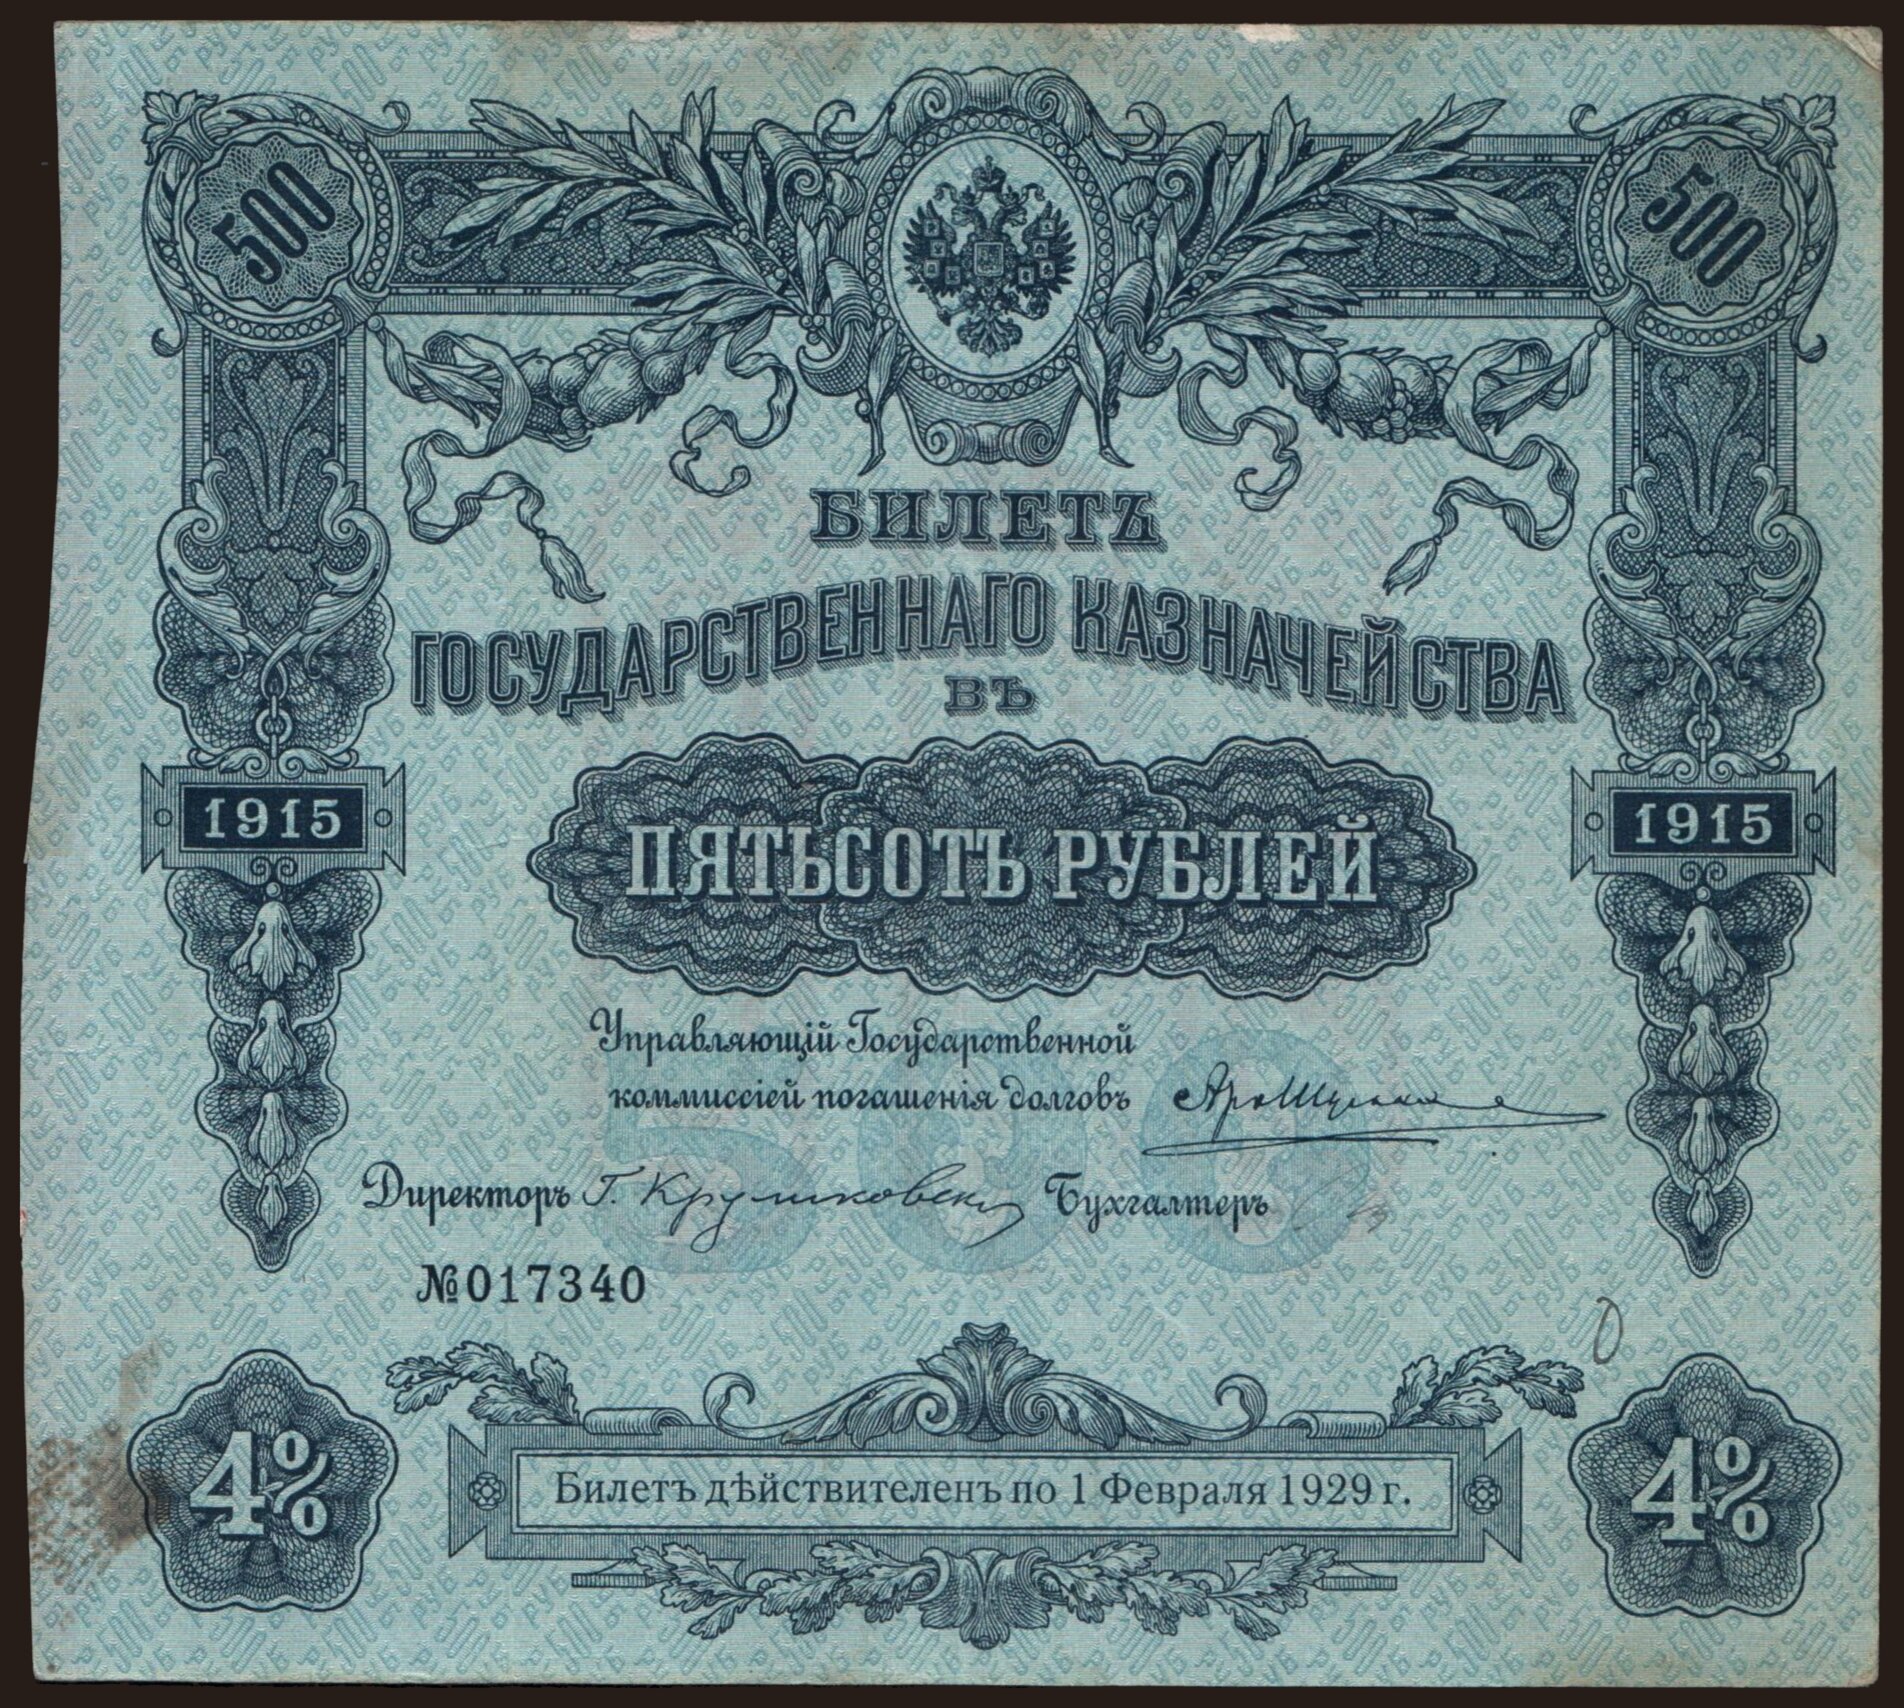 500 500
БИЛЕТЪ
ГОСУДАРСТВЕННАГО КАЗНАЧЕЙСТВА
ВЪ
1915 1915
ПЯТЬСОТЪ РУБЛЕЙ
Управляющій Государственной
коммиссіей погашенія долговъ
500
Директоръ Бухгалтеръ
№017340
4% 4%
Билетъ дѣйствителенъ по 1 Февраля 1929 г.